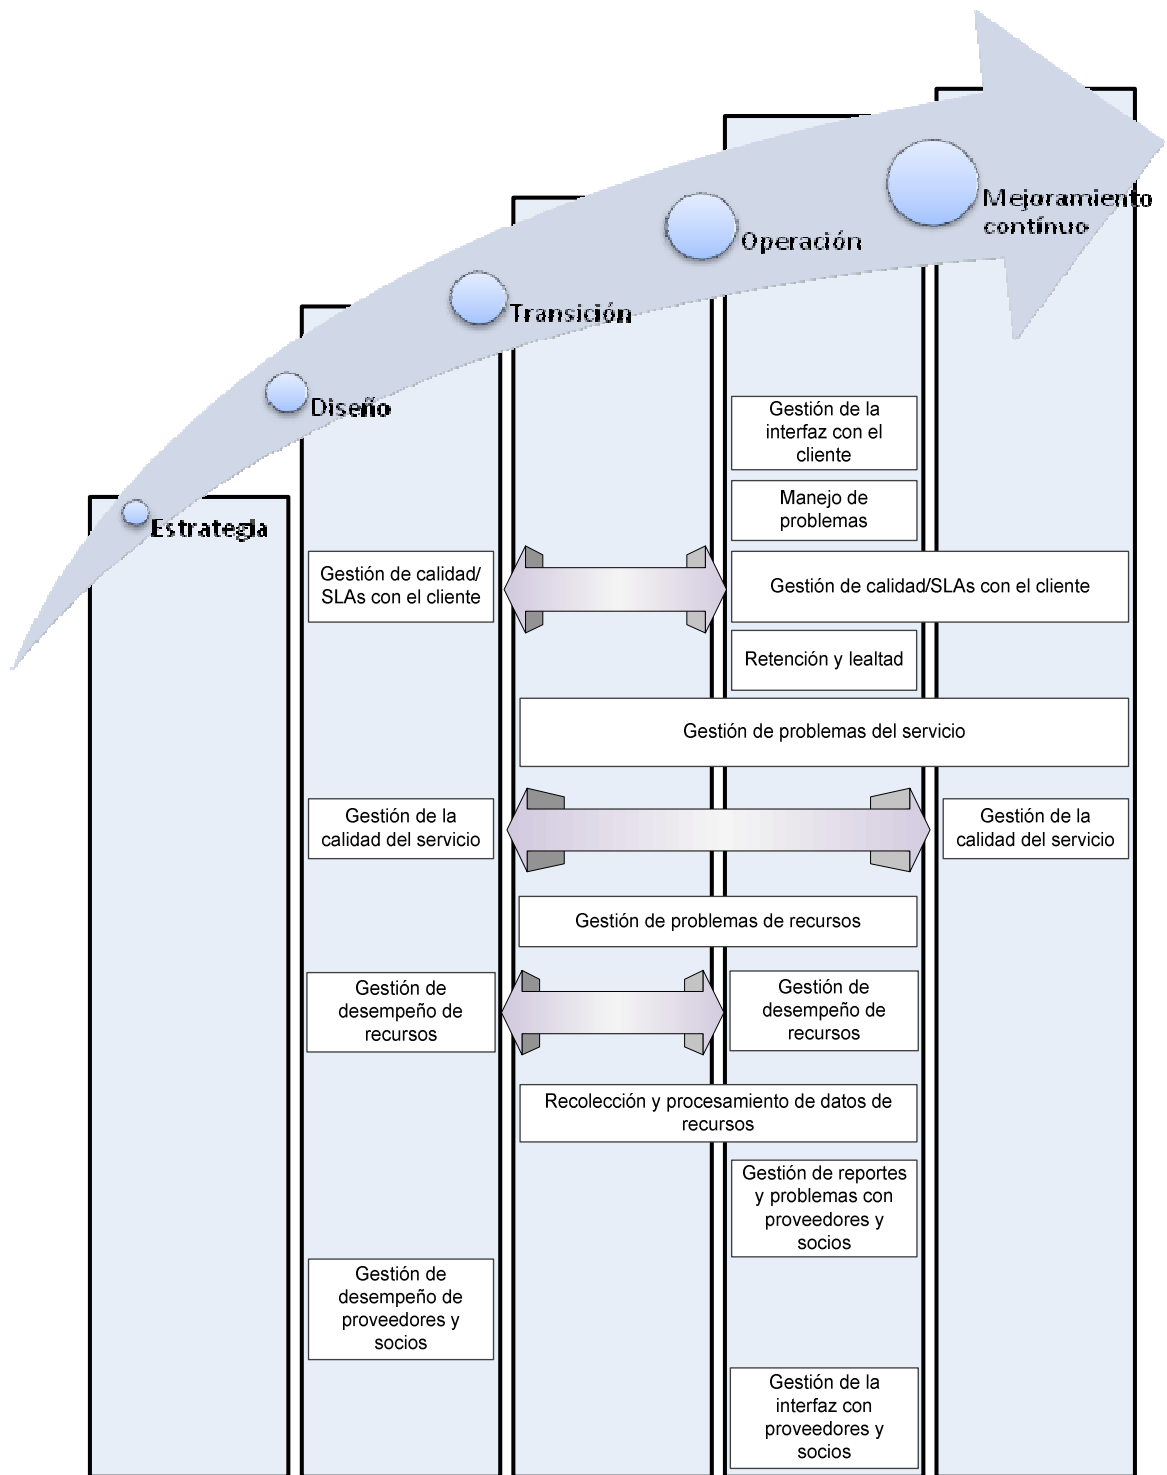 Mejoramiento
contínuo
Operación
Transición
Diseño
Estrategia
Gestión de la
interfaz con el
cliente
Manejo de
problemas
Gestión de calidad/
SLAs con el cliente
Gestión de calidad/SLAs con el cliente
Retención y lealtad
Gestión de problemas del servicio
Gestión de la
calidad del servicio
Gestión de la
calidad del servicio
Gestión de problemas de recursos
Gestión de
desempeño de
recursos
Gestión de
desempeño de
recursos
Recolección y procesamiento de datos de
recursos
Gestión de reportes
y problemas con
proveedores y
socios
Gestión de
desempeño de
proveedores y
socios
Gestión de la
interfaz con
proveedores y
socios